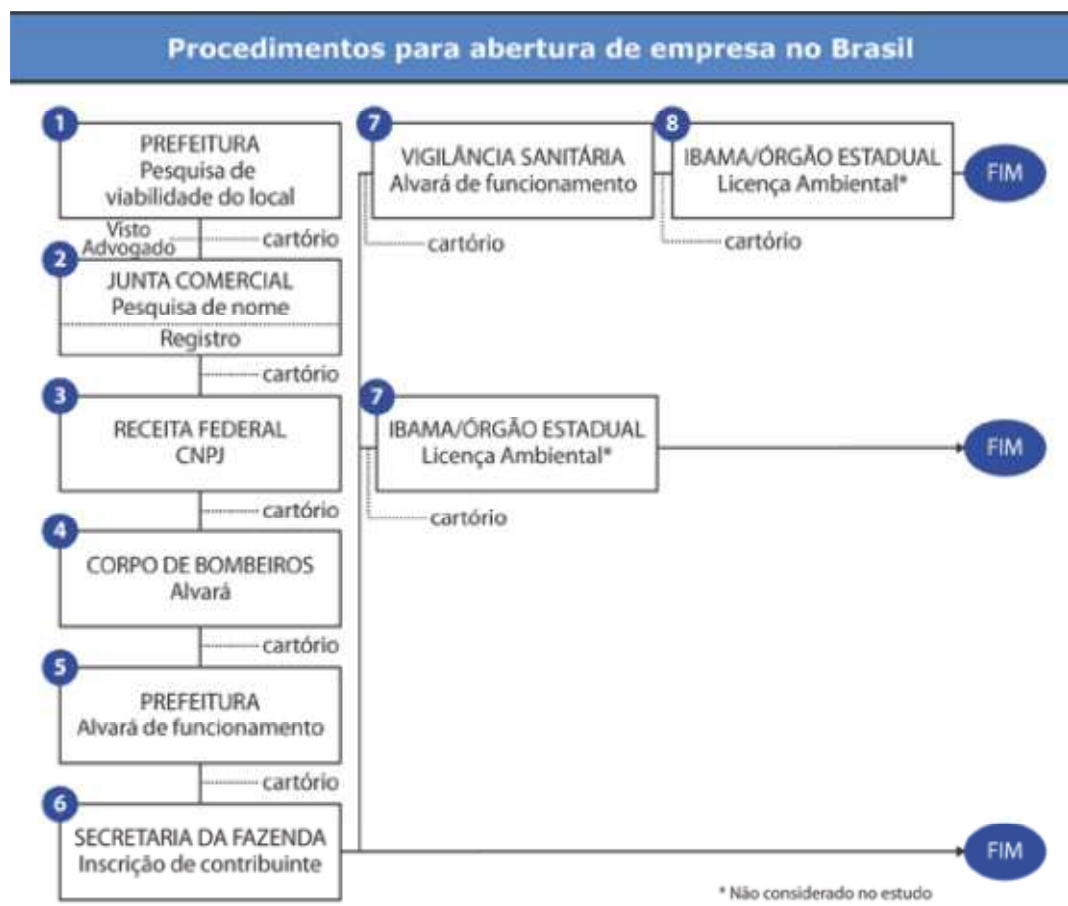 Procedimentos para abertura de empresa no Brasil
1
PREFEITURA
Pesquisa de
viabilidade do local
Visto
Advogado
cartório
2
JUNTA COMERCIAL
Pesquisa de nome
Registro
cartório
3
RECEITA FEDERAL
CNPJ
cartório
4
CORPO DE BOMBEIROS
Alvará
cartório
5
PREFEITURA
Alvará de funcionamento
cartório
6
SECRETARIA DA FAZENDA
Inscrição de contribuinte
7
VIGILÂNCIA SANITÁRIA
Alvará de funcionamento
cartório
8
IBAMA/ÓRGÃO ESTADUAL
Licença Ambiental*
cartório
FIM
7
IBAMA/ÓRGÃO ESTADUAL
Licença Ambiental*
cartório
FIM
FIM
* Não considerado no estudo